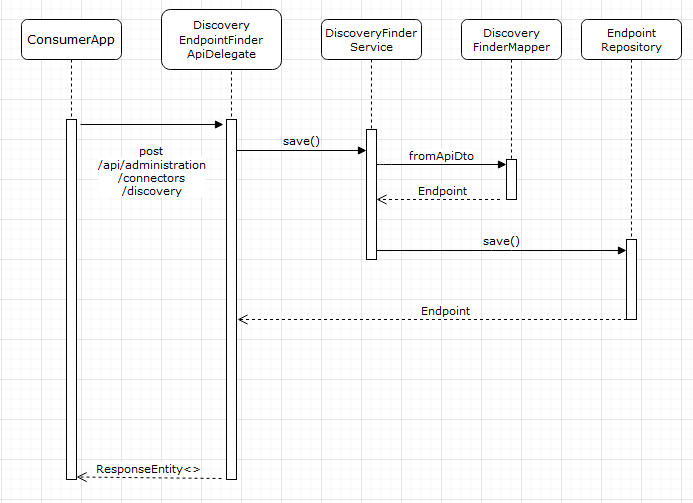 ConsumerApp
Discovery
EndpointFinder
ApiDelegate
DiscoveryFinder
Service
Discovery
FinderMapper
Endpoint
Repository
post
/api/administration
/connectors
/discovery
save()
fromApiDto
Endpoint
save()
Endpoint
ResponseEntity<>